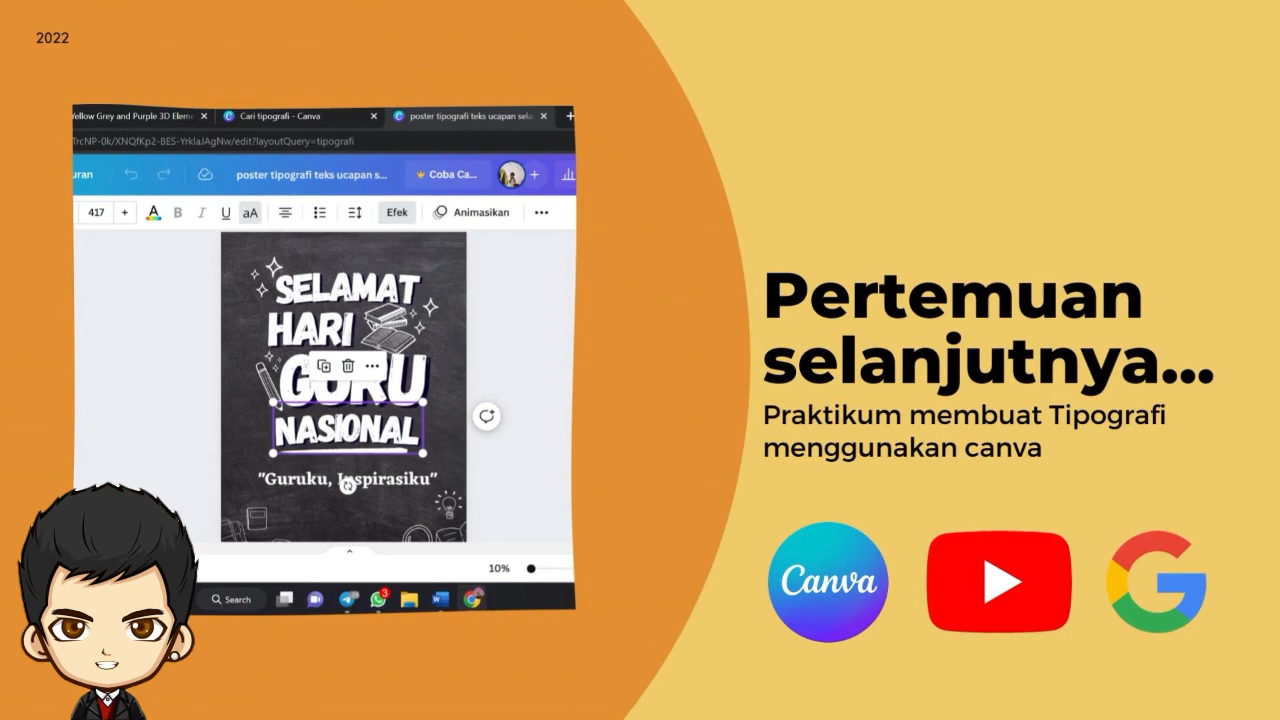 2022
Yellow Grey and Purple 3D Eleme
Cari tipografi - Canva
poster tipografi teks ucapan sela
TrcNP-0k/XNQfKp2-BES-YrklaJAgNw/edit?layoutQuery=tipografi
uran
poster tipografi teks ucapan s...
Coba Ca...
417 + A B I U aA Efek Animasikan
SELAMAT
HARI
GURU
NASIONAL
"Guruku, Inspirasiku"
10%
Search
3
Pertemuan
selanjutnya...
Praktikum membuat Tipografi
menggunakan canva
Canva